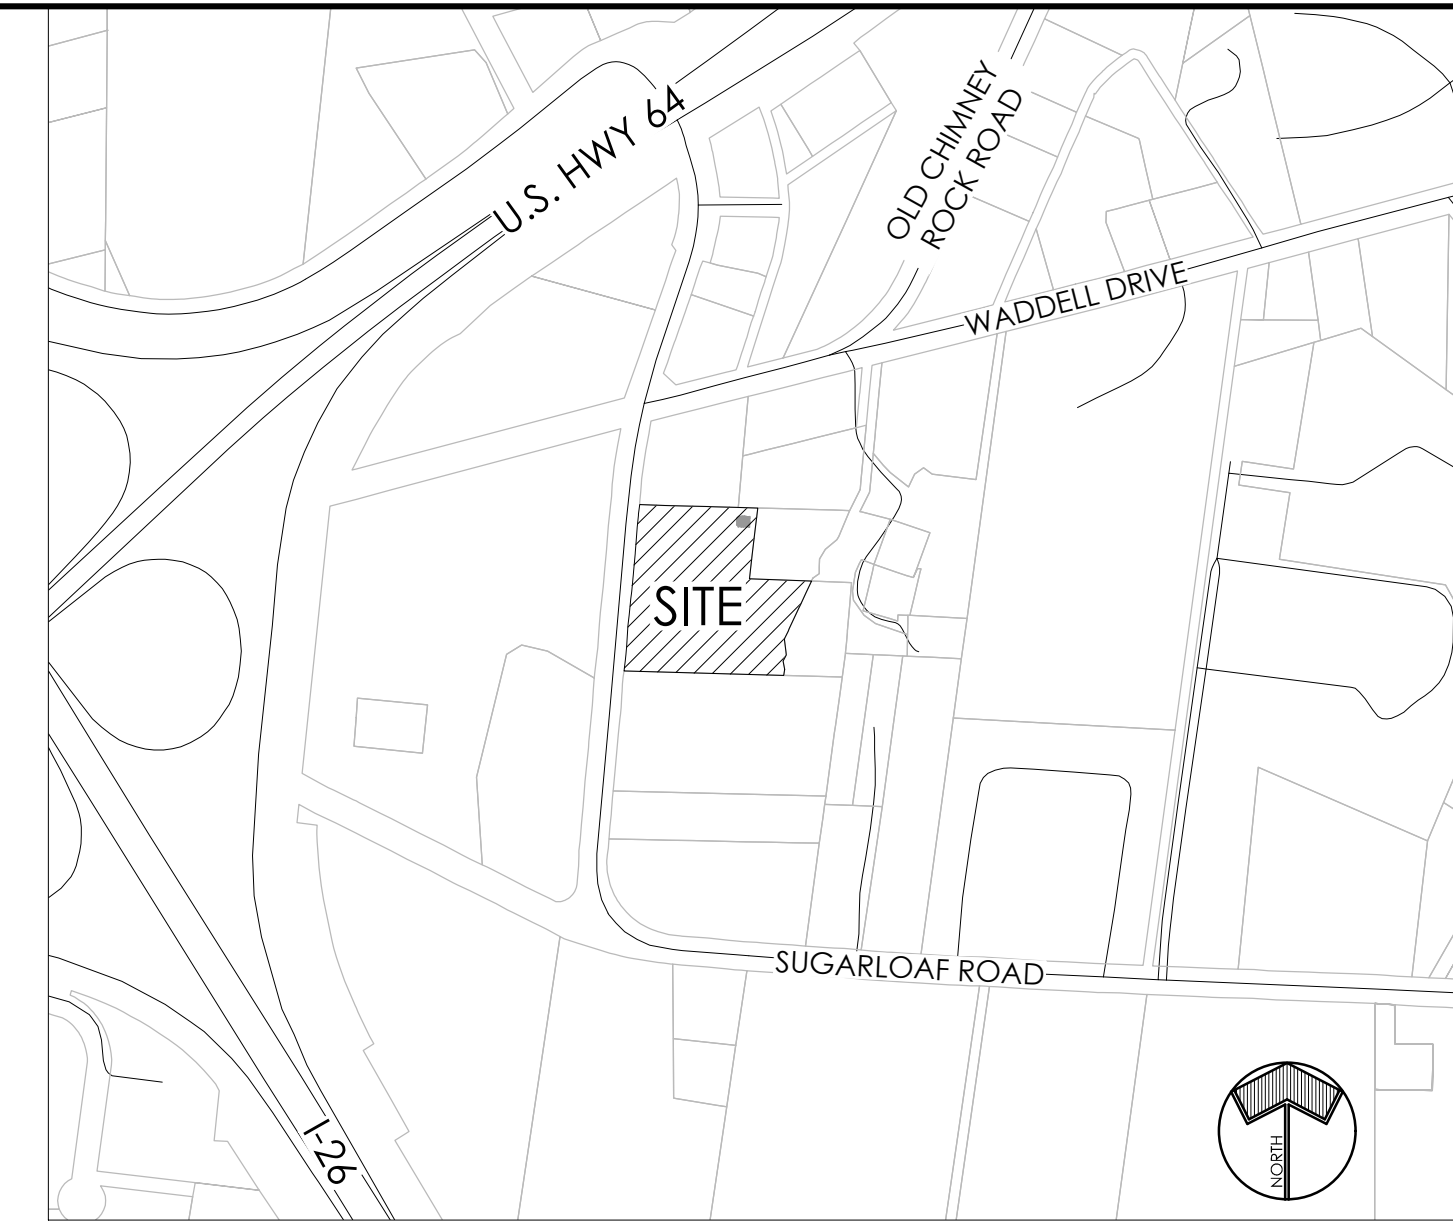 U.S. HWY 64
OLD CHIMNEY
ROCK ROAD
WADDELL DRIVE
SITE
SUGARLOAF ROAD
I-26
NORTH